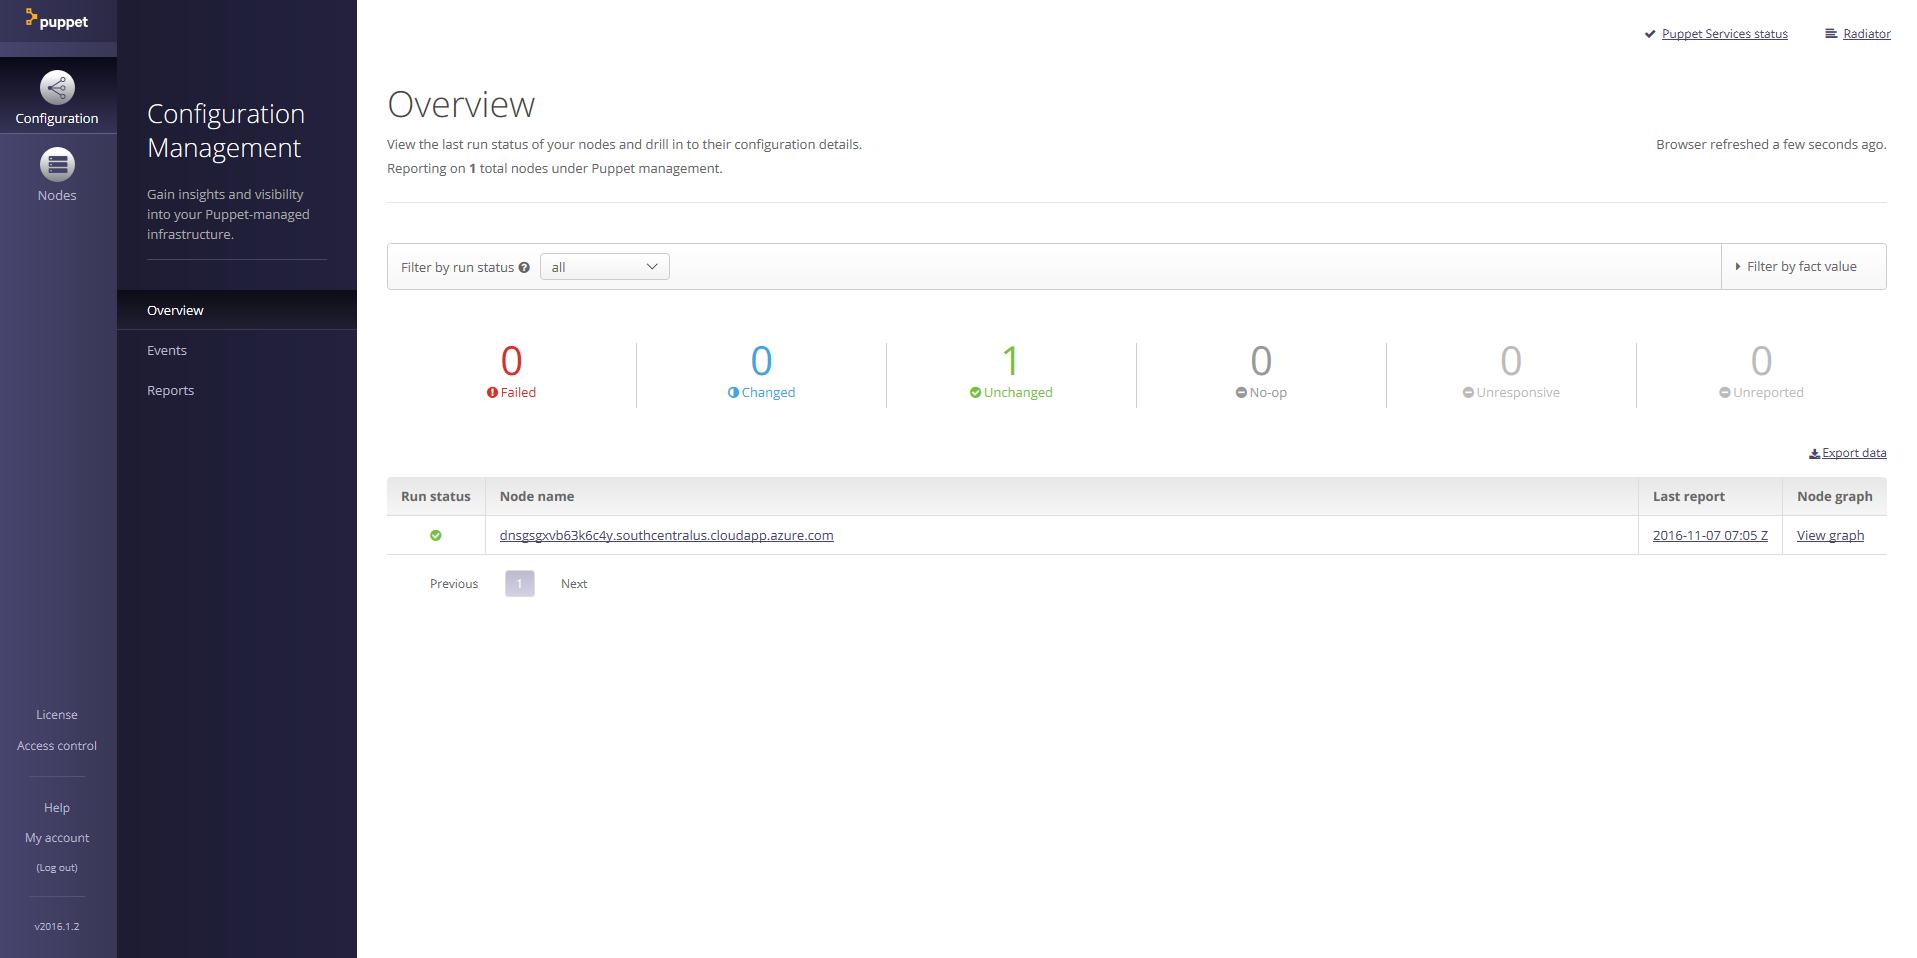 puppet
Configuration
Nodes
License
Access control
Help
My account
(Log out)
v2016.1.2
Configuration
Management
Gain insights and visibility
into your Puppet-managed
infrastructure.
Overview
Events
Reports
Puppet Services status Radiator
Overview
View the last run status of your nodes and drill in to their configuration details. Browser refreshed a few seconds ago.
Reporting on 1 total nodes under Puppet management.
Filter by run status all Filter by fact value
0 0 1 0 0 0
Failed Changed Unchanged No-op Unresponsive Unreported
Export data
Run status Node name Last report Node graph
dnsgsgxvb63k6c4y.southcentralus.cloudapp.azure.com 2016-11-07 07:05 Z View graph
Previous 1 Next